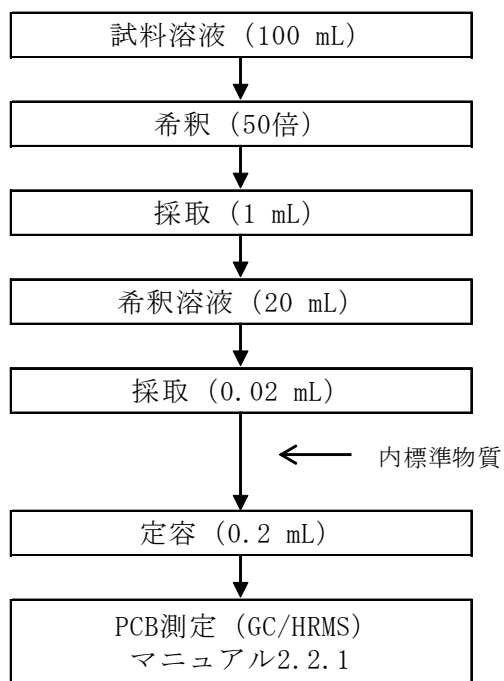 試料溶液 (100 mL)
希釈 (50倍)
採取 (1 mL)
希釈溶液 (20 mL)
採取 (0.02 mL)
内標準物質
定容 (0.2 mL)
PCB測定 (GC/HRMS)
マニュアル2.2.1